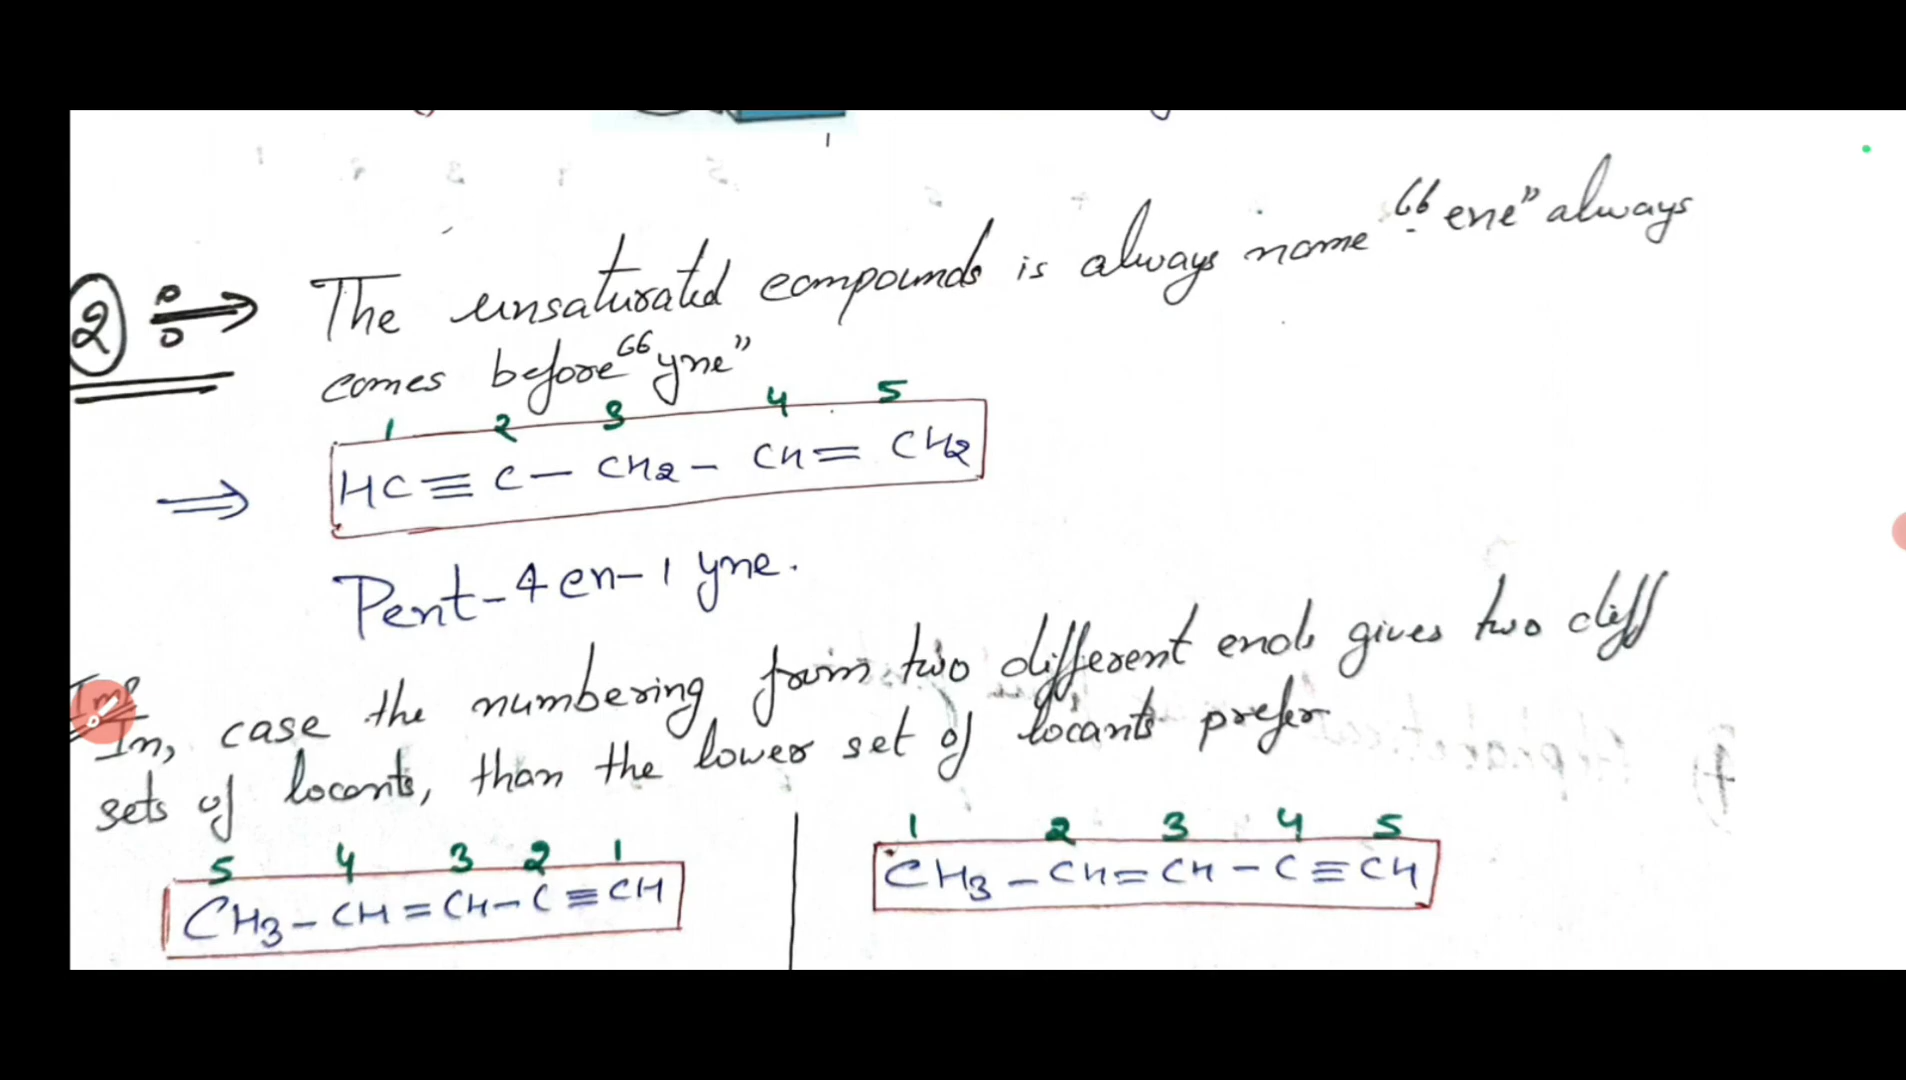 2 ⇒ The unsaturated compounds is always name "ene" always
comes before "yne"
1 2 3 4 5
⇒ HC ≡ C – CH2 – CH = CH2
Pent-4 en-1 yne.
Imp
In, case the numbering from two different ends gives two diff
sets of locants, than the lower set of locants prefer
5 4 3 2 1
CH3 – CH = CH – C ≡ CH
1 2 3 4 5
CH3 – CH = CH – C ≡ CH